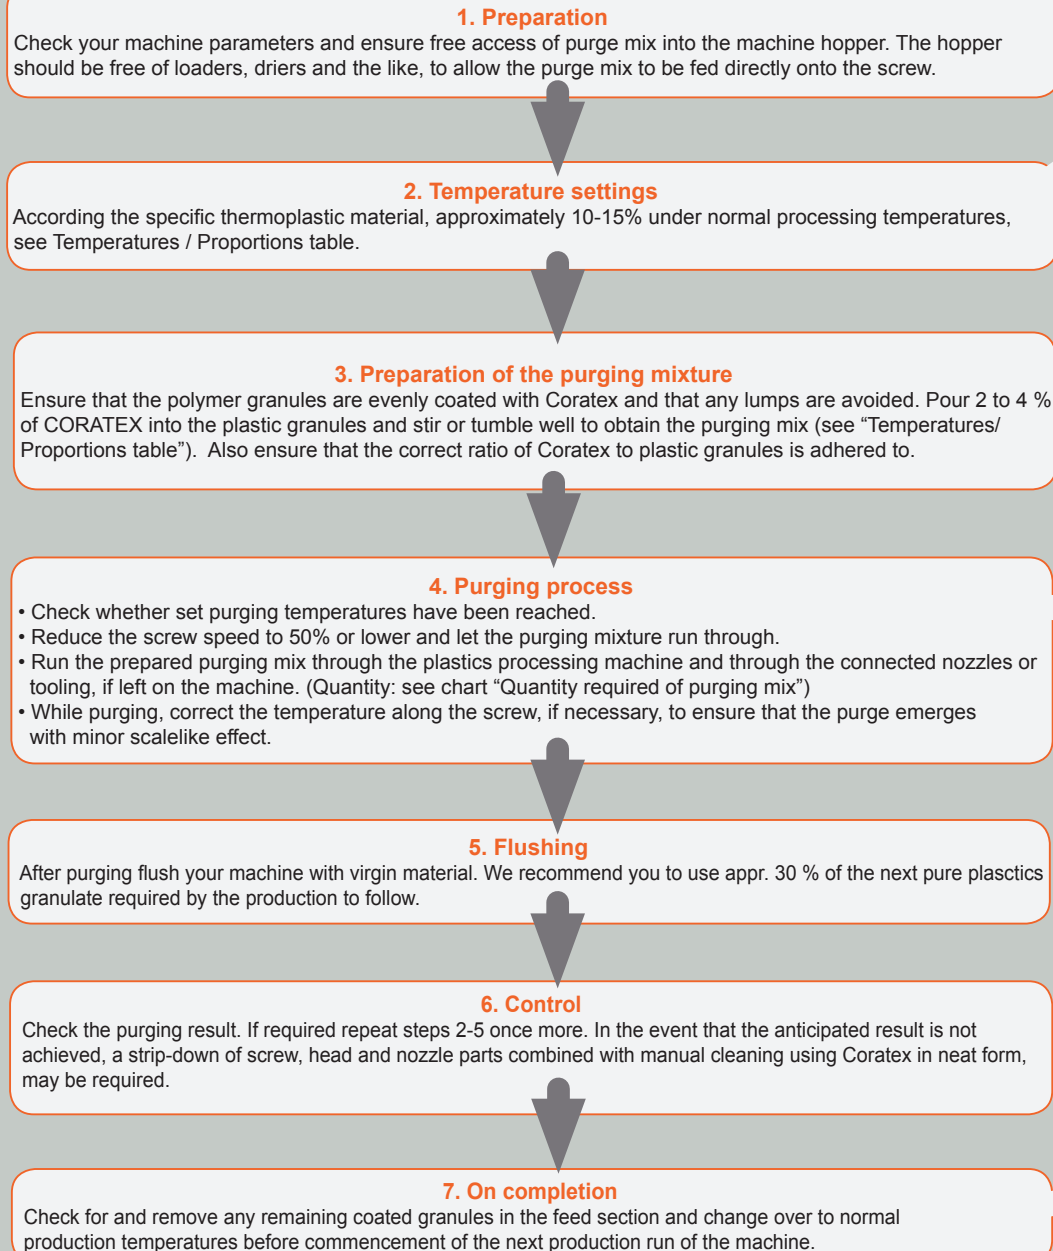 1. Preparation
Check your machine parameters and ensure free access of purge mix into the machine hopper. The hopper
should be free of loaders, driers and the like, to allow the purge mix to be fed directly onto the screw.
2. Temperature settings
According the specific thermoplastic material, approximately 10-15% under normal processing temperatures,
see Temperatures / Proportions table.
3. Preparation of the purging mixture
Ensure that the polymer granules are evenly coated with Coratex and that any lumps are avoided. Pour 2 to 4 %
of CORATEX into the plastic granules and stir or tumble well to obtain the purging mix (see “Temperatures/
Proportions table”). Also ensure that the correct ratio of Coratex to plastic granules is adhered to.
4. Purging process
• Check whether set purging temperatures have been reached.
• Reduce the screw speed to 50% or lower and let the purging mixture run through.
• Run the prepared purging mix through the plastics processing machine and through the connected nozzles or
tooling, if left on the machine. (Quantity: see chart “Quantity required of purging mix”)
• While purging, correct the temperature along the screw, if necessary, to ensure that the purge emerges
with minor scalelike effect.
5. Flushing
After purging flush your machine with virgin material. We recommend you to use appr. 30 % of the next pure plasctics
granulate required by the production to follow.
6. Control
Check the purging result. If required repeat steps 2-5 once more. In the event that the anticipated result is not
achieved, a strip-down of screw, head and nozzle parts combined with manual cleaning using Coratex in neat form,
may be required.
7. On completion
Check for and remove any remaining coated granules in the feed section and change over to normal
production temperatures before commencement of the next production run of the machine.